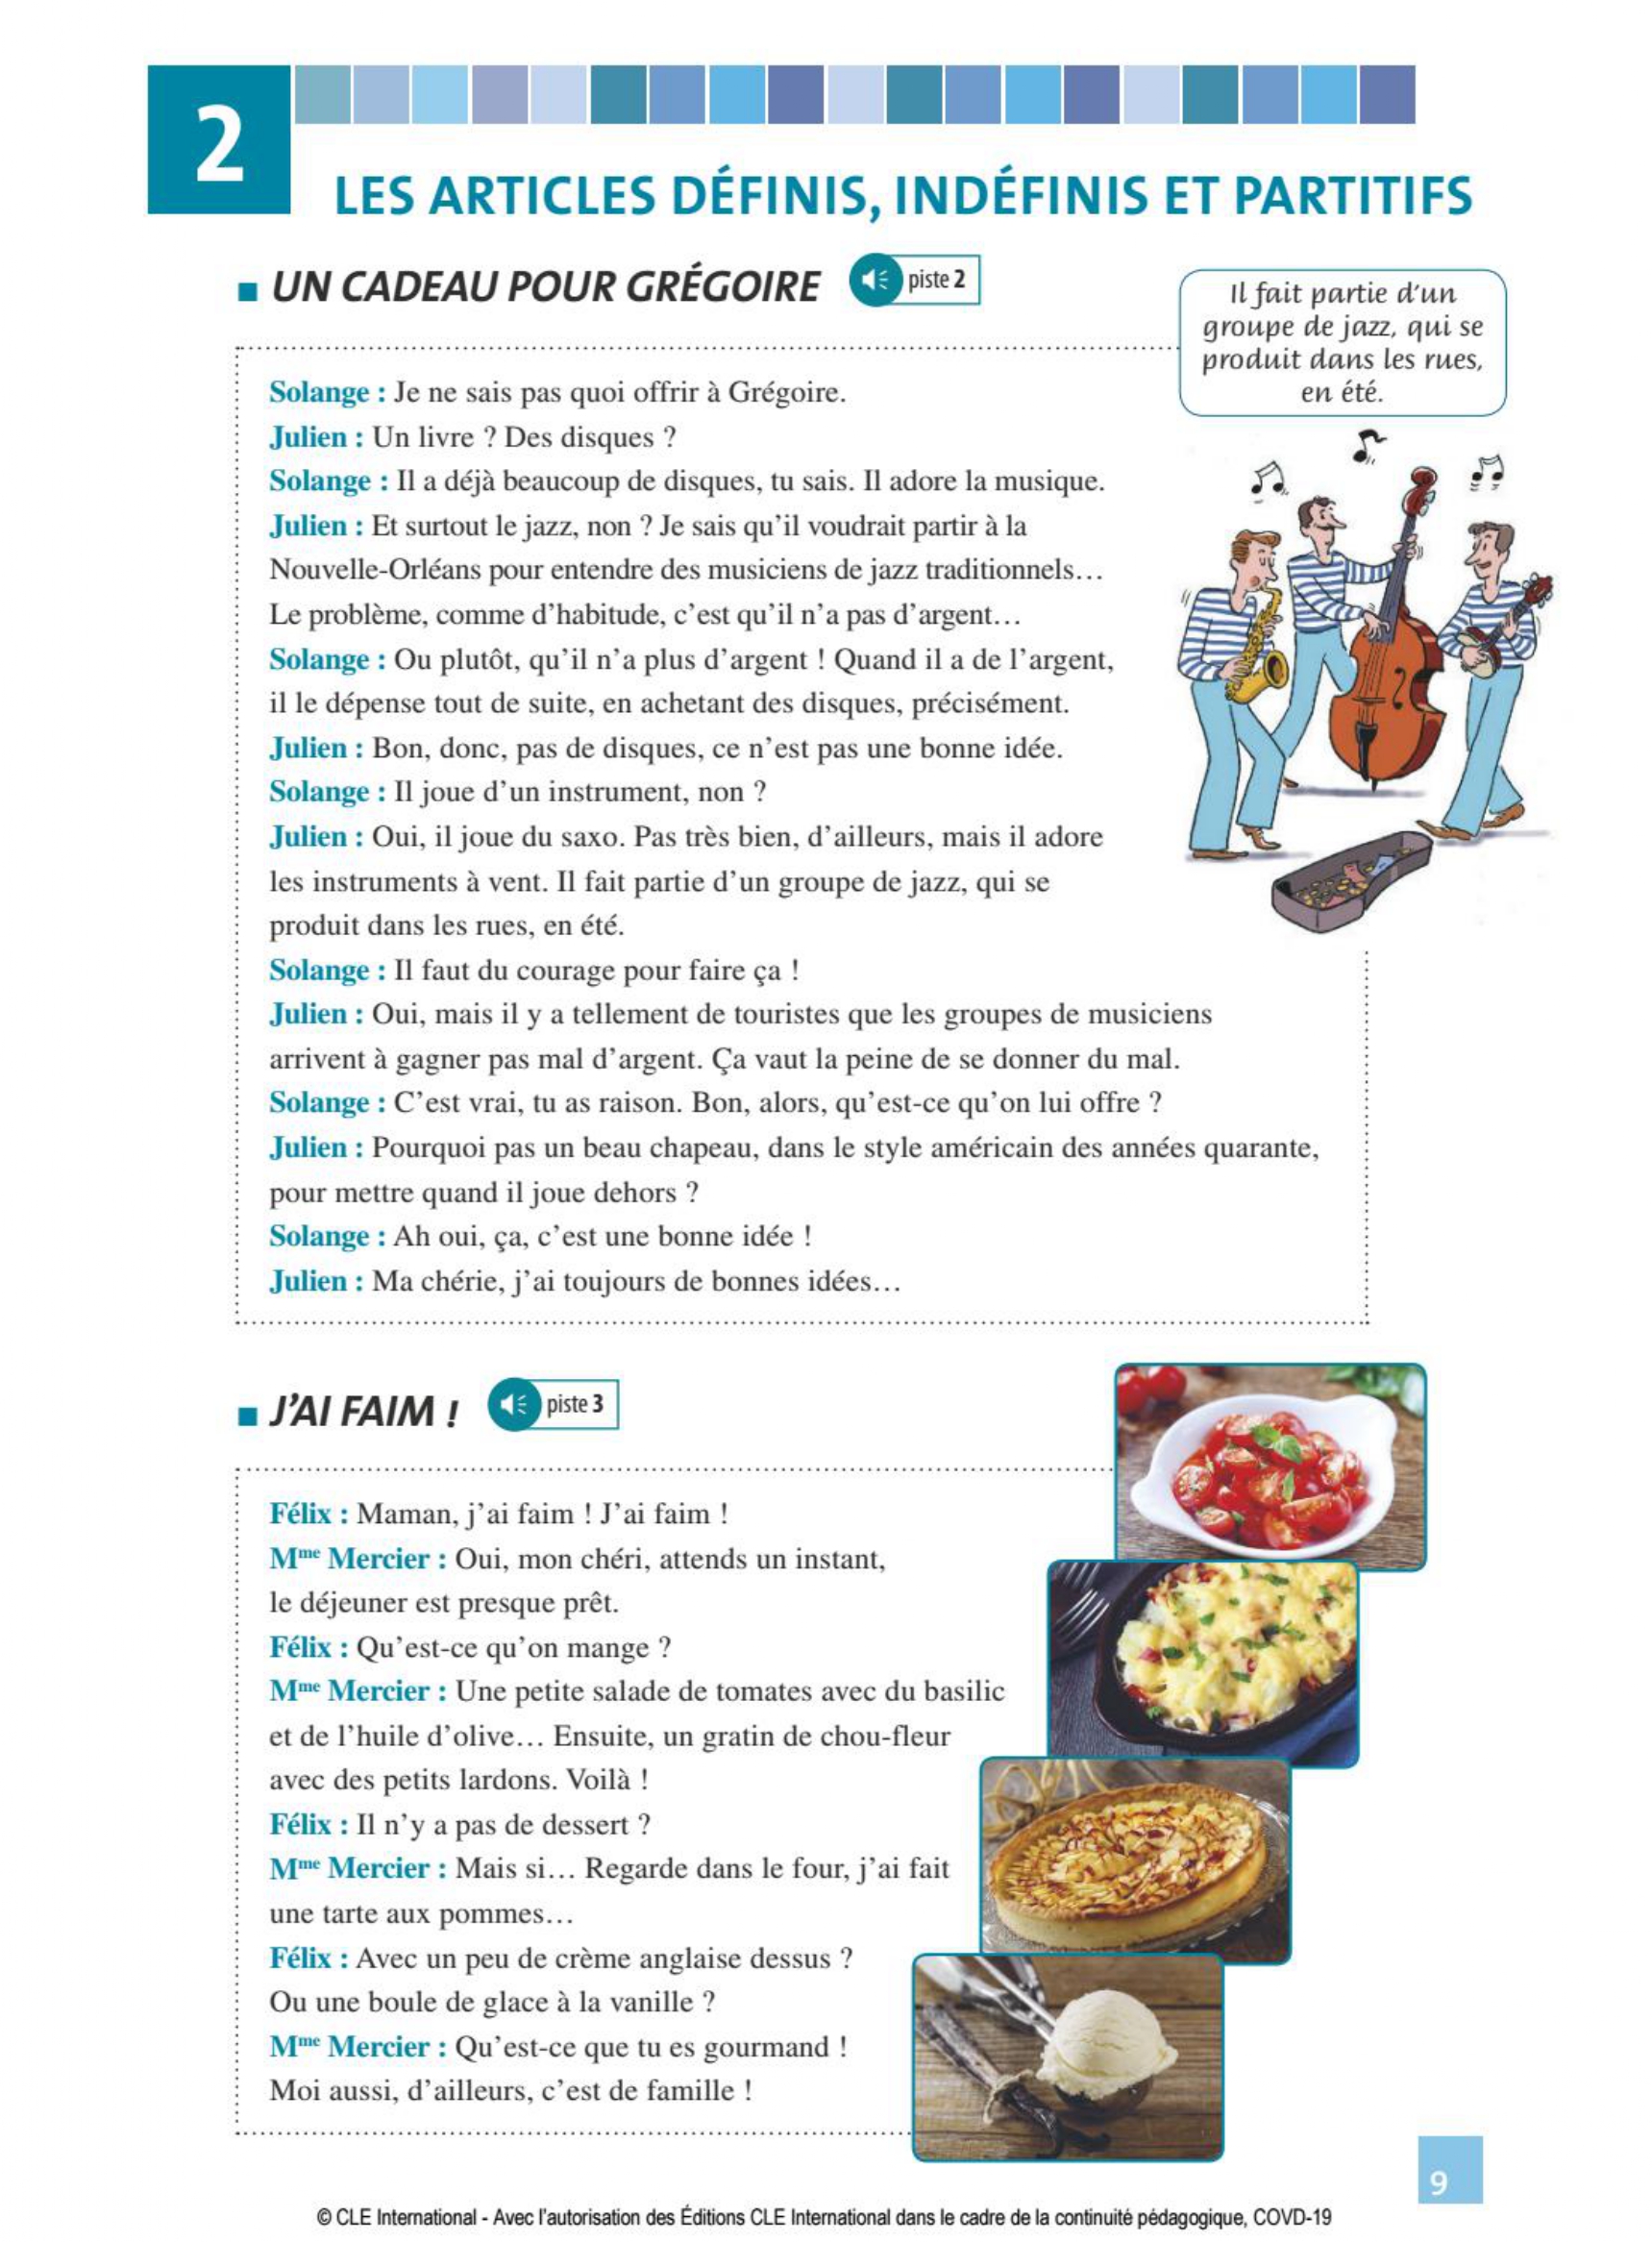 2
LES ARTICLES DÉFINIS, INDÉFINIS ET PARTITIFS
UN CADEAU POUR GRÉGOIRE
piste 2
Il fait partie d'un
groupe de jazz, qui se
produit dans les rues,
en été.
Solange : Je ne sais pas quoi offrir à Grégoire.
Julien : Un livre ? Des disques ?
Solange : Il a déjà beaucoup de disques, tu sais. Il adore la musique.
Julien : Et surtout le jazz, non ? Je sais qu'il voudrait partir à la
Nouvelle-Orléans pour entendre des musiciens de jazz traditionnels…
Le problème, comme d'habitude, c'est qu'il n'a pas d'argent…
Solange : Ou plutôt, qu'il n'a plus d'argent ! Quand il a de l'argent,
il le dépense tout de suite, en achetant des disques, précisément.
Julien : Bon, donc, pas de disques, ce n'est pas une bonne idée.
Solange : Il joue d'un instrument, non ?
Julien : Oui, il joue du saxo. Pas très bien, d'ailleurs, mais il adore
les instruments à vent. Il fait partie d'un groupe de jazz, qui se
produit dans les rues, en été.
Solange : Il faut du courage pour faire ça !
Julien : Oui, mais il y a tellement de touristes que les groupes de musiciens
arrivent à gagner pas mal d'argent. Ça vaut la peine de se donner du mal.
Solange : C'est vrai, tu as raison. Bon, alors, qu'est-ce qu'on lui offre ?
Julien : Pourquoi pas un beau chapeau, dans le style américain des années quarante,
pour mettre quand il joue dehors ?
Solange : Ah oui, ça, c'est une bonne idée !
Julien : Ma chérie, j'ai toujours de bonnes idées…
J'AI FAIM !
piste 3
Félix : Maman, j'ai faim ! J'ai faim !
Mme Mercier : Oui, mon chéri, attends un instant,
le déjeuner est presque prêt.
Félix : Qu'est-ce qu'on mange ?
Mme Mercier : Une petite salade de tomates avec du basilic
et de l'huile d'olive… Ensuite, un gratin de chou-fleur
avec des petits lardons. Voilà !
Félix : Il n'y a pas de dessert ?
Mme Mercier : Mais si… Regarde dans le four, j'ai fait
une tarte aux pommes…
Félix : Avec un peu de crème anglaise dessus ?
Ou une boule de glace à la vanille ?
Mme Mercier : Qu'est-ce que tu es gourmand !
Moi aussi, d'ailleurs, c'est de famille !
9
© CLE International - Avec l'autorisation des Éditions CLE International dans le cadre de la continuité pédagogique, COVD-19